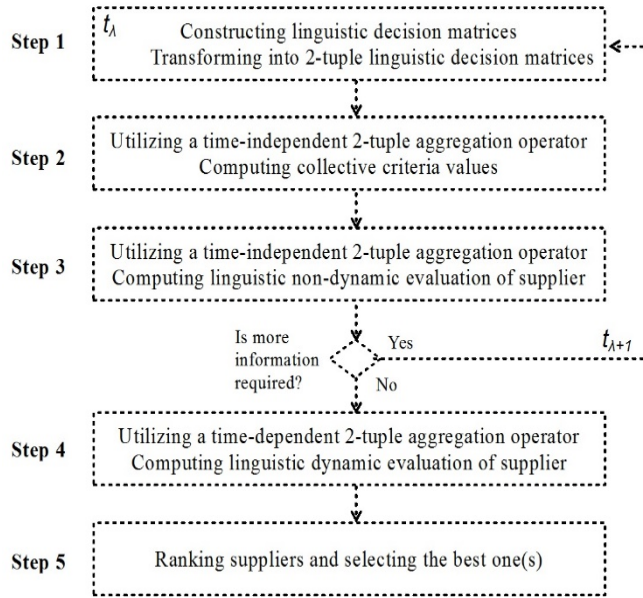 Step 1
t_λ
Constructing linguistic decision matrices
Transforming into 2-tuple linguistic decision matrices
Step 2
Utilizing a time-independent 2-tuple aggregation operator
Computing collective criteria values
Step 3
Utilizing a time-independent 2-tuple aggregation operator
Computing linguistic non-dynamic evaluation of supplier
Is more
information
required?
Yes
t_λ+1
No
Step 4
Utilizing a time-dependent 2-tuple aggregation operator
Computing linguistic dynamic evaluation of supplier
Step 5
Ranking suppliers and selecting the best one(s)